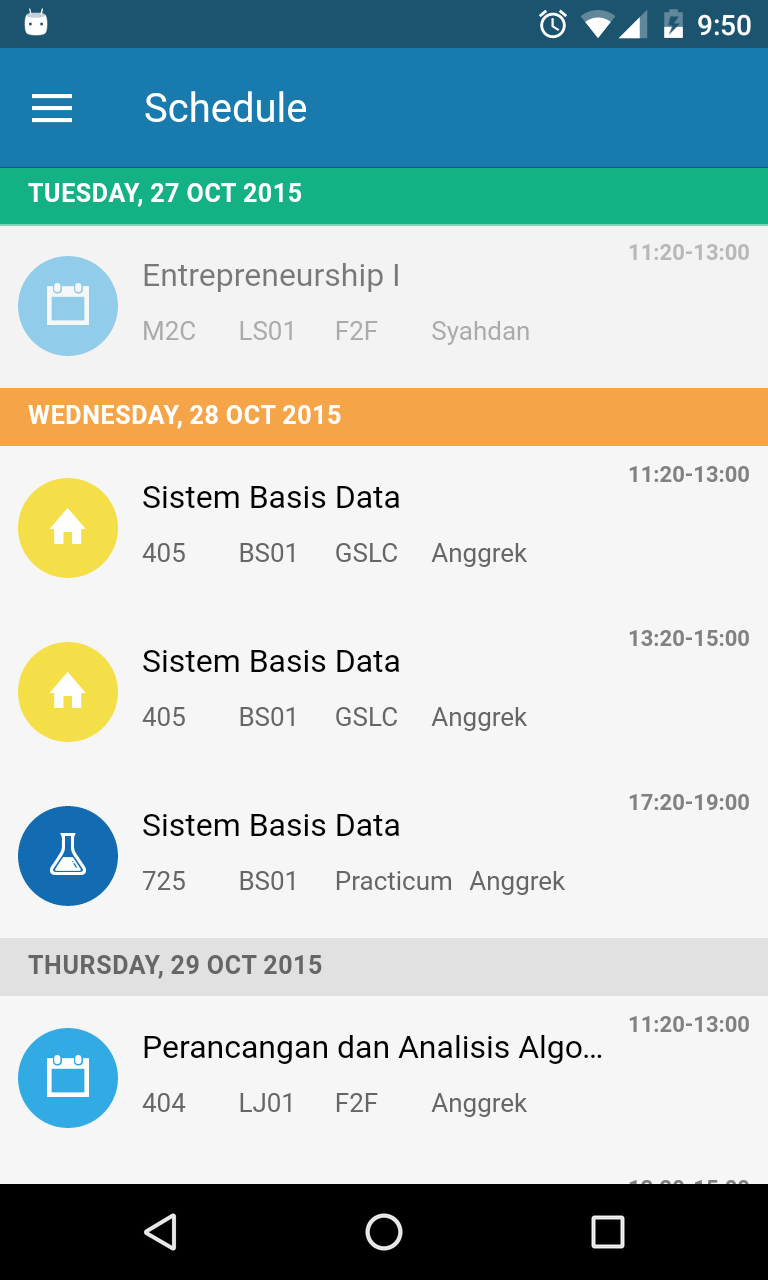 9:50
Schedule
TUESDAY, 27 OCT 2015
11:20-13:00
Entrepreneurship I
M2C LS01 F2F Syahdan
WEDNESDAY, 28 OCT 2015
11:20-13:00
Sistem Basis Data
405 BS01 GSLC Anggrek
13:20-15:00
Sistem Basis Data
405 BS01 GSLC Anggrek
17:20-19:00
Sistem Basis Data
725 BS01 Practicum Anggrek
THURSDAY, 29 OCT 2015
11:20-13:00
Perancangan dan Analisis Algo...
404 LJ01 F2F Anggrek